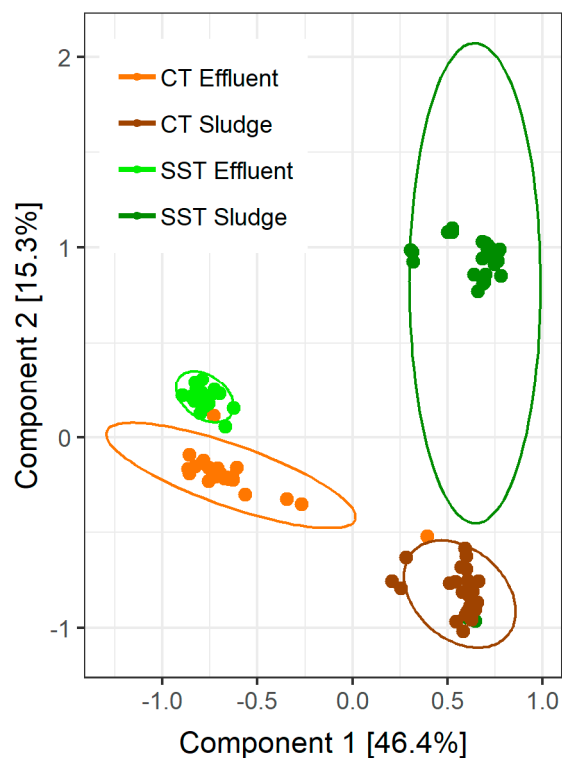 CT Effluent
CT Sludge
SST Effluent
SST Sludge
2
1
0
-1
Component 2 [15.3%]
-1.0 -0.5 0.0 0.5 1.0
Component 1 [46.4%]